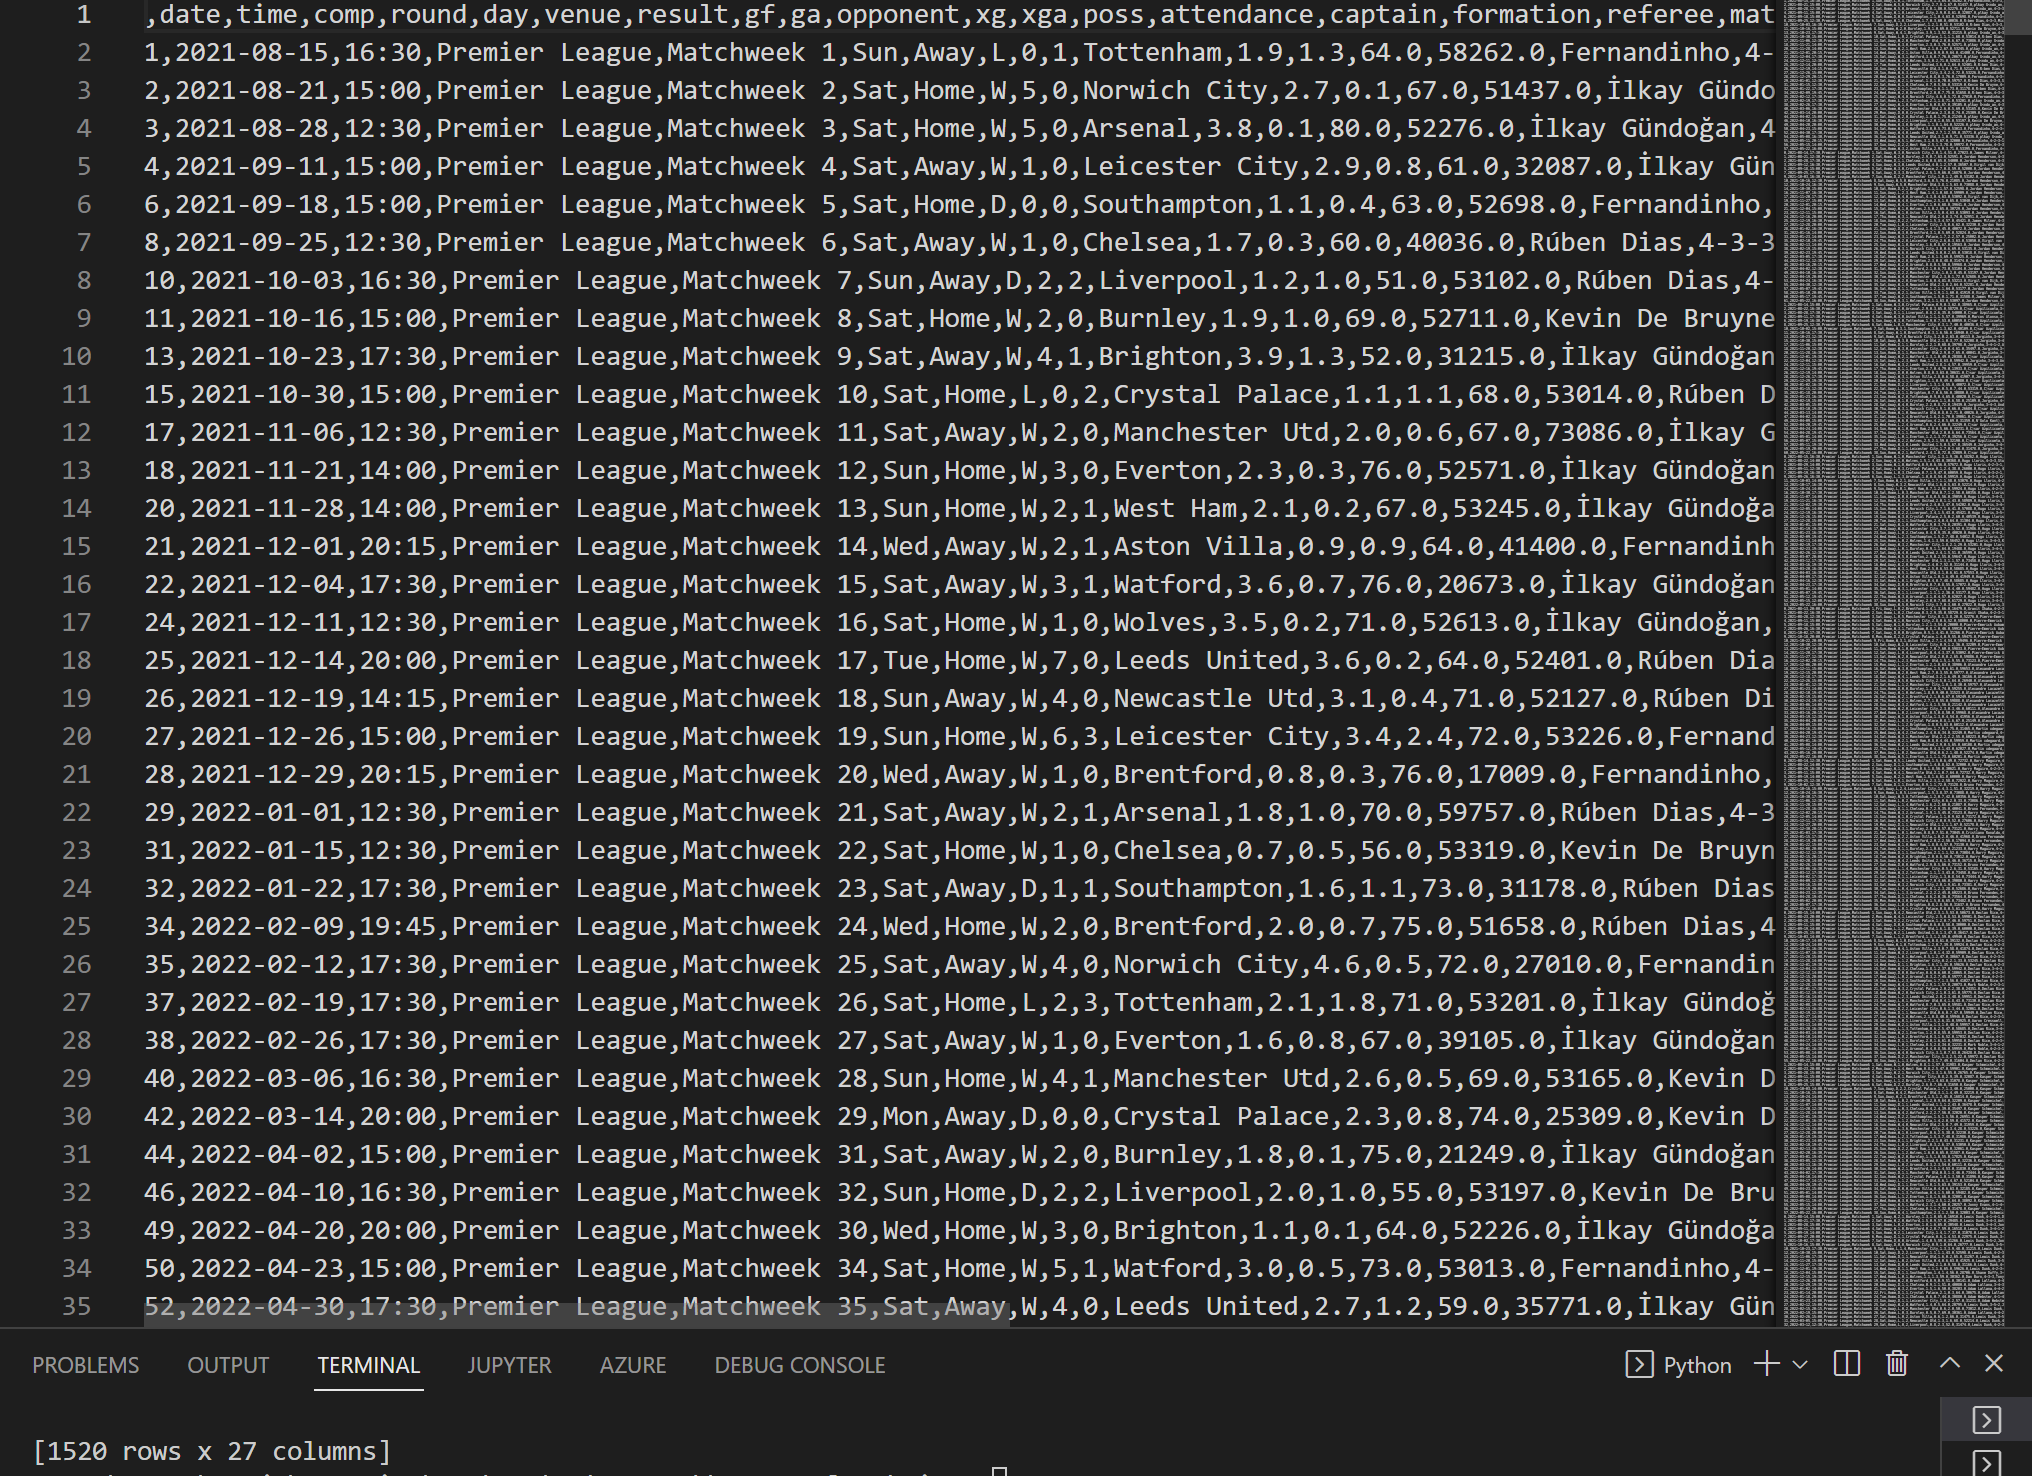 1 ,date,time,comp,round,day,venue,result,gf,ga,opponent,xg,xga,poss,attendance,captain,formation,referee,mat
2 1,2021-08-15,16:30,Premier League,Matchweek 1,Sun,Away,L,0,1,Tottenham,1.9,1.3,64.0,58262.0,Fernandinho,4-
3 2,2021-08-21,15:00,Premier League,Matchweek 2,Sat,Home,W,5,0,Norwich City,2.7,0.1,67.0,51437.0,İlkay Gündo
4 3,2021-08-28,12:30,Premier League,Matchweek 3,Sat,Home,W,5,0,Arsenal,3.8,0.1,80.0,52276.0,İlkay Gündoğan,4
5 4,2021-09-11,15:00,Premier League,Matchweek 4,Sat,Away,W,1,0,Leicester City,2.9,0.8,61.0,32087.0,İlkay Gün
6 6,2021-09-18,15:00,Premier League,Matchweek 5,Sat,Home,D,0,0,Southampton,1.1,0.4,63.0,52698.0,Fernandinho,
7 8,2021-09-25,12:30,Premier League,Matchweek 6,Sat,Away,W,1,0,Chelsea,1.7,0.3,60.0,40036.0,Rúben Dias,4-3-3
8 10,2021-10-03,16:30,Premier League,Matchweek 7,Sun,Away,D,2,2,Liverpool,1.2,1.0,51.0,53102.0,Rúben Dias,4-
9 11,2021-10-16,15:00,Premier League,Matchweek 8,Sat,Home,W,2,0,Burnley,1.9,1.0,69.0,52711.0,Kevin De Bruyne
10 13,2021-10-23,17:30,Premier League,Matchweek 9,Sat,Away,W,4,1,Brighton,3.9,1.3,52.0,31215.0,İlkay Gündoğan
11 15,2021-10-30,15:00,Premier League,Matchweek 10,Sat,Home,L,0,2,Crystal Palace,1.1,1.1,68.0,53014.0,Rúben D
12 17,2021-11-06,12:30,Premier League,Matchweek 11,Sat,Away,W,2,0,Manchester Utd,2.0,0.6,67.0,73086.0,İlkay G
13 18,2021-11-21,14:00,Premier League,Matchweek 12,Sun,Home,W,3,0,Everton,2.3,0.3,76.0,52571.0,İlkay Gündoğan
14 20,2021-11-28,14:00,Premier League,Matchweek 13,Sun,Home,W,2,1,West Ham,2.1,0.2,67.0,53245.0,İlkay Gündoğa
15 21,2021-12-01,20:15,Premier League,Matchweek 14,Wed,Away,W,2,1,Aston Villa,0.9,0.9,64.0,41400.0,Fernandinh
16 22,2021-12-04,17:30,Premier League,Matchweek 15,Sat,Away,W,3,1,Watford,3.6,0.7,76.0,20673.0,İlkay Gündoğan
17 24,2021-12-11,12:30,Premier League,Matchweek 16,Sat,Home,W,1,0,Wolves,3.5,0.2,71.0,52613.0,İlkay Gündoğan,
18 25,2021-12-14,20:00,Premier League,Matchweek 17,Tue,Home,W,7,0,Leeds United,3.6,0.2,64.0,52401.0,Rúben Dia
19 26,2021-12-19,14:15,Premier League,Matchweek 18,Sun,Away,W,4,0,Newcastle Utd,3.1,0.4,71.0,52127.0,Rúben Di
20 27,2021-12-26,15:00,Premier League,Matchweek 19,Sun,Home,W,6,3,Leicester City,3.4,2.4,72.0,53226.0,Fernand
21 28,2021-12-29,20:15,Premier League,Matchweek 20,Wed,Away,W,1,0,Brentford,0.8,0.3,76.0,17009.0,Fernandinho,
22 29,2022-01-01,12:30,Premier League,Matchweek 21,Sat,Away,W,2,1,Arsenal,1.8,1.0,70.0,59757.0,Rúben Dias,4-3
23 31,2022-01-15,12:30,Premier League,Matchweek 22,Sat,Home,W,1,0,Chelsea,0.7,0.5,56.0,53319.0,Kevin De Bruyn
24 32,2022-01-22,17:30,Premier League,Matchweek 23,Sat,Away,D,1,1,Southampton,1.6,1.1,73.0,31178.0,Rúben Dias
25 34,2022-02-09,19:45,Premier League,Matchweek 24,Wed,Home,W,2,0,Brentford,2.0,0.7,75.0,51658.0,Rúben Dias,4
26 35,2022-02-12,17:30,Premier League,Matchweek 25,Sat,Away,W,4,0,Norwich City,4.6,0.5,72.0,27010.0,Fernandin
27 37,2022-02-19,17:30,Premier League,Matchweek 26,Sat,Home,L,2,3,Tottenham,2.1,1.8,71.0,53201.0,İlkay Gündoğ
28 38,2022-02-26,17:30,Premier League,Matchweek 27,Sat,Away,W,1,0,Everton,1.6,0.8,67.0,39105.0,İlkay Gündoğan
29 40,2022-03-06,16:30,Premier League,Matchweek 28,Sun,Home,W,4,1,Manchester Utd,2.6,0.5,69.0,53165.0,Kevin D
30 42,2022-03-14,20:00,Premier League,Matchweek 29,Mon,Away,D,0,0,Crystal Palace,2.3,0.8,74.0,25309.0,Kevin D
31 44,2022-04-02,15:00,Premier League,Matchweek 31,Sat,Away,W,2,0,Burnley,1.8,0.1,75.0,21249.0,İlkay Gündoğan
32 46,2022-04-10,16:30,Premier League,Matchweek 32,Sun,Home,D,2,2,Liverpool,2.0,1.0,55.0,53197.0,Kevin De Bru
33 49,2022-04-20,20:00,Premier League,Matchweek 30,Wed,Home,W,3,0,Brighton,1.1,0.1,64.0,52226.0,İlkay Gündoğa
34 50,2022-04-23,15:00,Premier League,Matchweek 34,Sat,Home,W,5,1,Watford,3.0,0.5,73.0,53013.0,Fernandinho,4-
35 52,2022-04-30,17:30,Premier League,Matchweek 35,Sat,Away,W,4,0,Leeds United,2.7,1.2,59.0,35771.0,İlkay Gün
PROBLEMS OUTPUT TERMINAL JUPYTER AZURE DEBUG CONSOLE Python
[1520 rows x 27 columns]